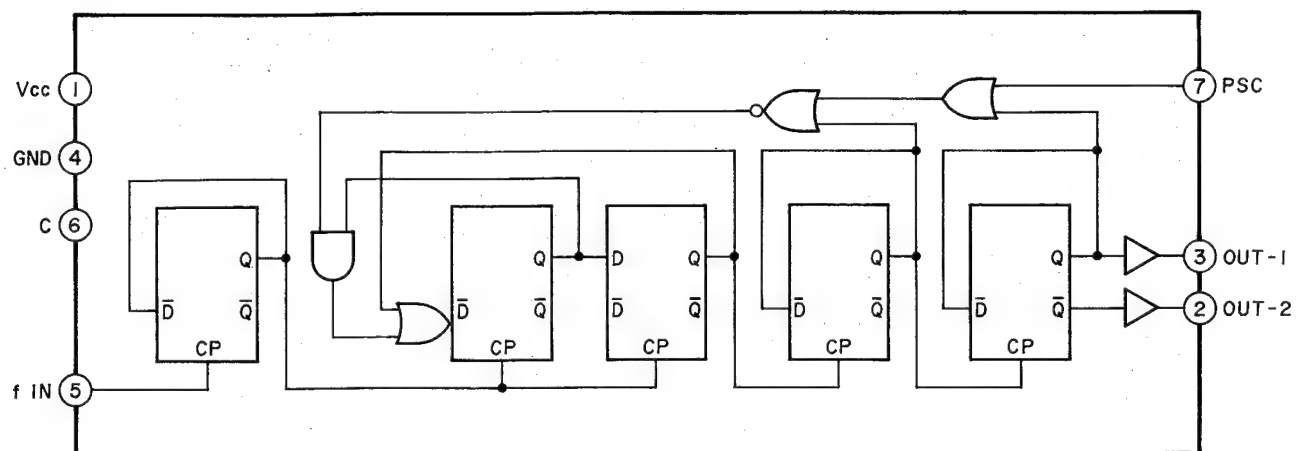 Vcc 1
7 PSC
GND 4
C 6
Q D̅ Q̅ CP
Q D̅ Q̅ CP
D Q D̅ Q̅ CP
Q D̅ Q̅ CP
Q D̅ Q̅ CP
3 OUT-1
2 OUT-2
f IN 5